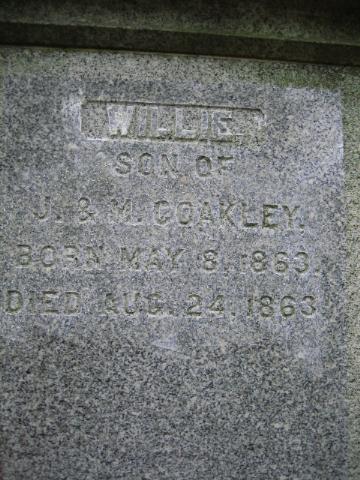 WILLIE.
SON OF
J. & M. COAKLEY.
BORN MAY 8, 1863.
DIED AUG. 24, 1863.